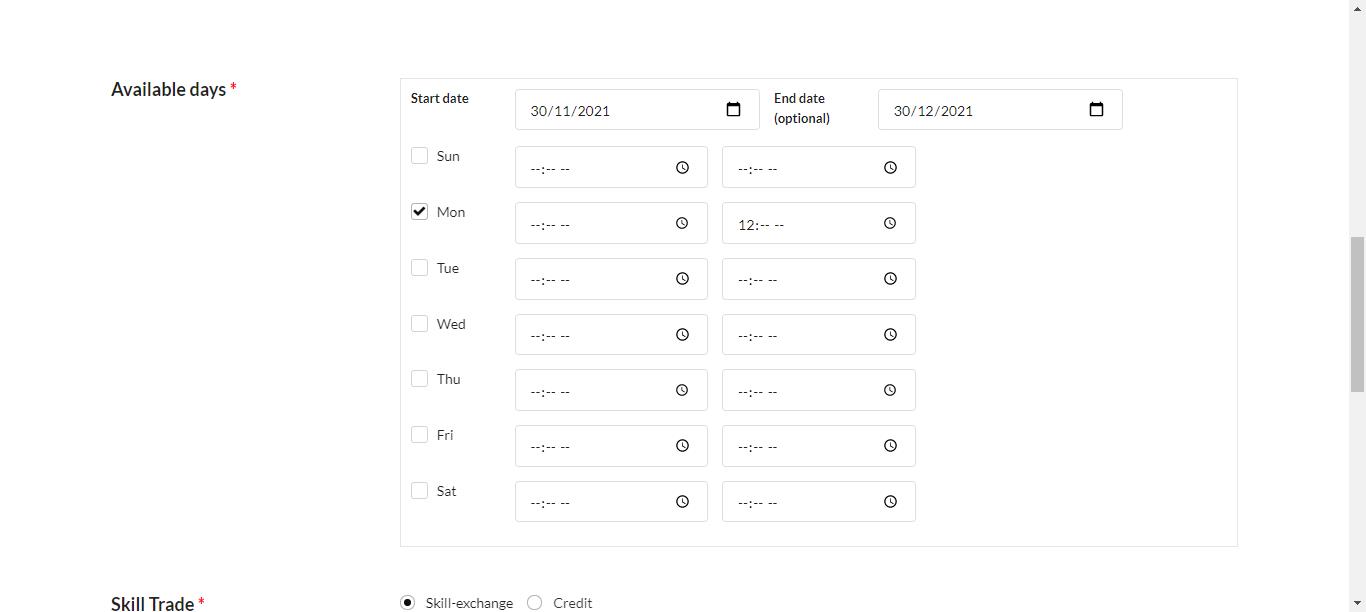 Available days *
Start date 30/11/2021 End date
(optional) 30/12/2021
Sun --:-- -- --:-- --
Mon --:-- -- 12:-- --
Tue --:-- -- --:-- --
Wed --:-- -- --:-- --
Thu --:-- -- --:-- --
Fri --:-- -- --:-- --
Sat --:-- -- --:-- --
Skill Trade * Skill-exchange Credit